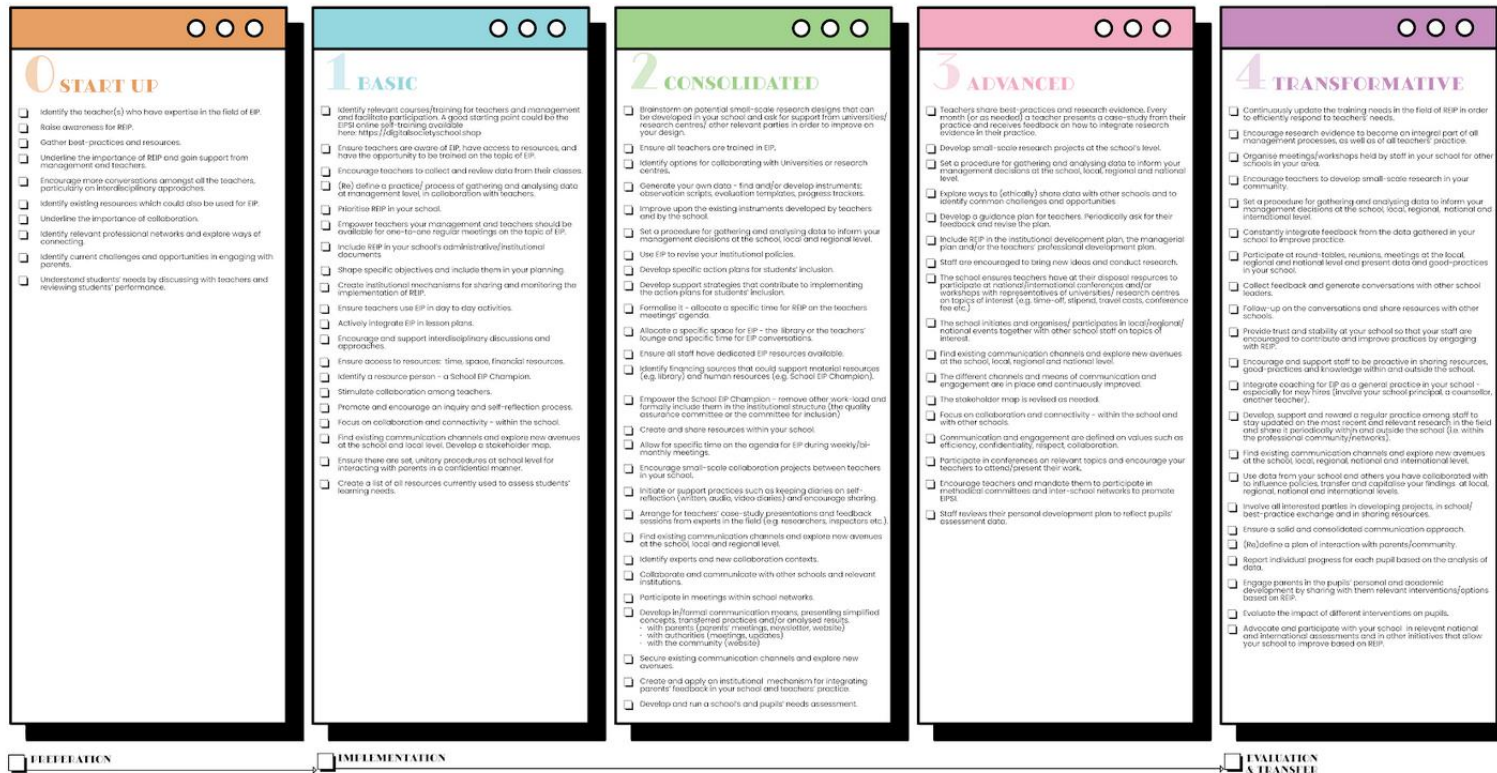 0 START UP
Identify the teacher(s) who have expertise in the field of EIP.
Raise awareness for REIP.
Gather best-practices and resources.
Underline the importance of REIP and gain support from
management and teachers.
Encourage more conversations amongst all the teachers,
particularly on interdisciplinary approaches.
Identify existing resources which could also be used for EIP.
Underline the importance of collaboration.
Identify relevant professional networks and explore ways of
connecting.
Identify current challenges and opportunities in engaging with
parents.
Understand students' needs by discussing with teachers and
reviewing students' performance.
1 BASIC
Identify relevant courses/training for teachers and management
and facilitate participation. A good starting point could be the
EIPSI online self-training available
here: https://digitalsocietyschool.shop
Ensure teachers are aware of EIP, have access to resources, and
have the opportunity to be trained on the topic of EIP.
Encourage teachers to collect and review data from their classes.
(Re) define a practice/ process of gathering and analysing data
at management level, in collaboration with teachers.
Prioritise REIP in your school.
Empower teachers your management and teachers should be
available for one-to-one regular meetings on the topic of EIP.
Include REIP in your school's administrative/institutional
documents
Shape specific objectives and include them in your planning.
Create institutional mechanisms for sharing and monitoring the
implementation of REIP.
Ensure teachers use EIP in day to day activities.
Actively integrate EIP in lesson plans.
Encourage and support interdisciplinary discussions and
approaches.
Ensure access to resources: time, space, financial resources.
Identify a resource person - a School EIP Champion.
Stimulate collaboration among teachers.
Promote and encourage an inquiry and self-reflection process.
Focus on collaboration and connectivity - within the school.
Find existing communication channels and explore new avenues
at the school and local level. Develop a stakeholder map.
Ensure there are set, unitary procedures at school level for
interacting with parents in a confidential manner.
Create a list of all resources currently used to assess students'
learning needs.
2 CONSOLIDATED
Brainstorm on potential small-scale research designs that can
be developed in your school and ask for support from universities/
research centres/ other relevant parties in order to improve on
your design.
Ensure all teachers are trained in EIP.
Identify options for collaborating with Universities or research
centres.
Generate your own data - find and/or develop instruments:
observation scripts, evaluation templates, progress trackers.
Improve upon the existing instruments developed by teachers
and by the school.
Set a procedure for gathering and analysing data to inform your
management decisions at the school, local and regional level.
Use EIP to revise your institutional policies.
Develop specific action plans for students' inclusion.
Develop support strategies that contribute to implementing
the action plans for students' inclusion.
Formalise it - allocate a specific time for REIP on the teachers
meetings' agenda.
Allocate a specific space for EIP - the library or the teachers'
lounge and specific time for EIP conversations.
Ensure all staff have dedicated EIP resources available.
Identify financing sources that could support material resources
(e.g. library) and human resources (e.g. School EIP Champion).
Empower the School EIP Champion - remove other work-load and
formally include them in the institutional structure (the quality
assurance committee or the committee for inclusion)
Create and share resources within your school.
Allow for specific time on the agenda for EIP during weekly/bi-
monthly meetings.
Encourage small-scale collaboration projects between teachers
in your school.
Initiate or support practices such as keeping diaries on self-
reflection (written, audio, video diaries) and encourage sharing.
Arrange for teachers' case-study presentations and feedback
sessions from experts in the field (e.g. researchers, inspectors etc.).
Find existing communication channels and explore new avenues
at the school, local and regional level.
Identify experts and new collaboration contexts.
Collaborate and communicate with other schools and relevant
institutions.
Participate in meetings within school networks.
Develop in/formal communication means, presenting simplified
concepts, transferred practices and/or analysed results.
- with parents (parents' meetings, newsletter, website)
- with authorities (meetings, updates)
- with the community (website)
Secure existing communication channels and explore new
avenues.
Create and apply an institutional mechanism for integrating
parents' feedback in your school and teachers' practice.
Develop and run a school's and pupils' needs assessment.
3 ADVANCED
Teachers share best-practices and research evidence. Every
month (or as needed) a teacher presents a case-study from their
practice and receives feedback on how to integrate research
evidence in their practice.
Develop small-scale research projects at the school's level.
Set a procedure for gathering and analysing data to inform your
management decisions at the school, local, regional and national
level.
Explore ways to (ethically) share data with other schools and to
identify common challenges and opportunities
Develop a guidance plan for teachers. Periodically ask for their
feedback and revise the plan.
Include REIP in the institutional development plan, the managerial
plan and/or the teachers' professional development plan.
Staff are encouraged to bring new ideas and conduct research.
The school ensures teachers have at their disposal resources to
participate at national/international conferences and/or
workshops with representatives of universities/ research centres
on topics of interest (e.g. time-off, stipend, travel costs, conference
fee etc.)
The school initiates and organises/ participates in local/regional/
national events together with other school staff on topics of
interest.
Find existing communication channels and explore new avenues
at the school, local, regional and national level.
The different channels and means of communication and
engagement are in place and continuously improved.
The stakeholder map is revised as needed.
Focus on collaboration and connectivity - within the school and
with other schools.
Communication and engagement are defined on values such as
efficiency, confidentiality, respect, collaboration.
Participate in conferences on relevant topics and encourage your
teachers to attend/present their work.
Encourage teachers and mandate them to participate in
methodical committees and inter-school networks to promote
EIPSI.
Staff reviews their personal development plan to reflect pupils'
assessment data.
4 TRANSFORMATIVE
Continuously update the training needs in the field of REIP in order
to efficiently respond to teachers' needs.
Encourage research evidence to become an integral part of all
management processes, as well as of all teachers' practice.
Organise meetings/workshops held by staff in your school for other
schools in your area.
Encourage teachers to develop small-scale research in your
community.
Set a procedure for gathering and analysing data to inform your
management decisions at the school, local, regional, national and
international level.
Constantly integrate feedback from the data gathered in your
school to improve practice.
Participate at round-tables, reunions, meetings at the local,
regional and national level and present data and good-practices
in your school.
Collect feedback and generate conversations with other school
leaders.
Follow-up on the conversations and share resources with other
schools.
Provide trust and stability at your school so that your staff are
encouraged to contribute and improve practices by engaging
with REIP.
Encourage and support staff to be proactive in sharing resources,
good-practices and knowledge within and outside the school.
Integrate coaching for EIP as a general practice in your school -
especially for new hires (involve your school principal, a counsellor,
another teacher).
Develop, support and reward a regular practice among staff to
stay updated on the most recent and relevant research in the field
and share it periodically within and outside the school (i.e. within
the professional community/networks).
Find existing communication channels and explore new avenues
at the school, local, regional, national and international level.
Use data from your school and others you have collaborated with
to influence policies, transfer and capitalise your findings at local,
regional, national and international levels.
Involve all interested parties in developing projects, in school/
best-practice exchange and in sharing resources.
Ensure a solid and consolidated communication approach.
(Re)define a plan of interaction with parents/community.
Report individual progress for each pupil based on the analysis of
data.
Engage parents in the pupils' personal and academic
development by sharing with them relevant interventions/options
based on REIP.
Evaluate the impact of different interventions on pupils.
Advocate and participate with your school in relevant national
and international assessments and in other initiatives that allow
your school to improve based on REIP.
PREPERATION
IMPLEMENTATION
EVALUATION
& TRANSFER